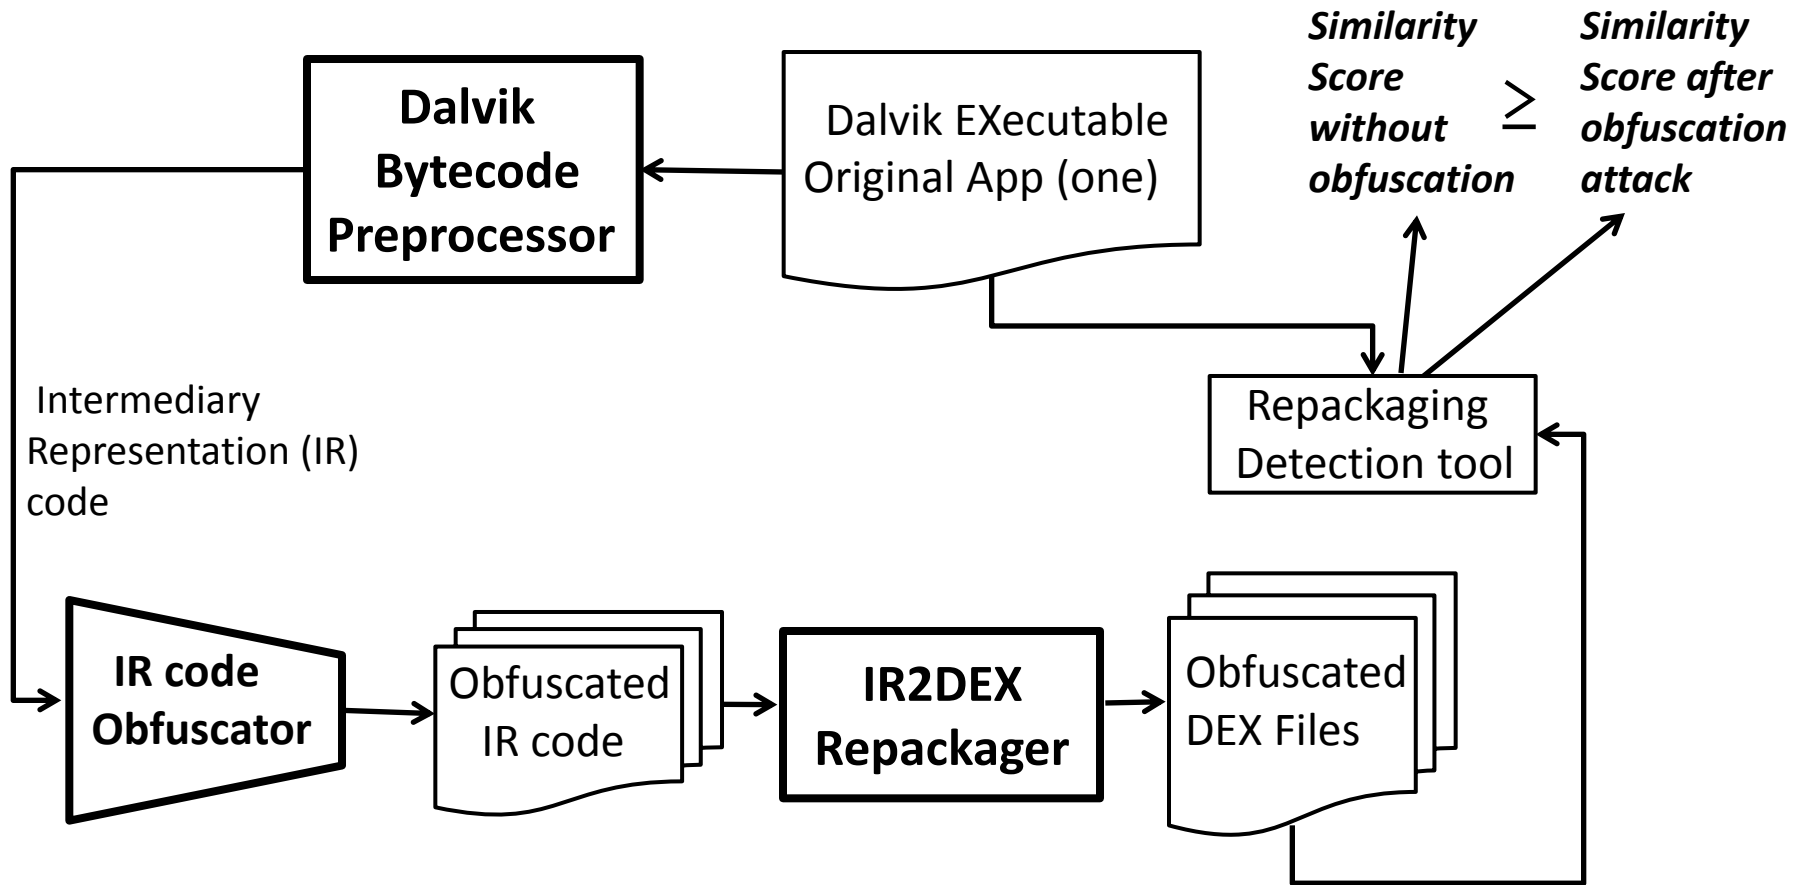 Dalvik
Bytecode
Preprocessor
Dalvik EXecutable
Original App (one)
Similarity
Score
without
obfuscation
≥
Similarity
Score after
obfuscation
attack
Intermediary
Representation (IR)
code
Repackaging
Detection tool
IR code
Obfuscator
Obfuscated
IR code
IR2DEX
Repackager
Obfuscated
DEX Files